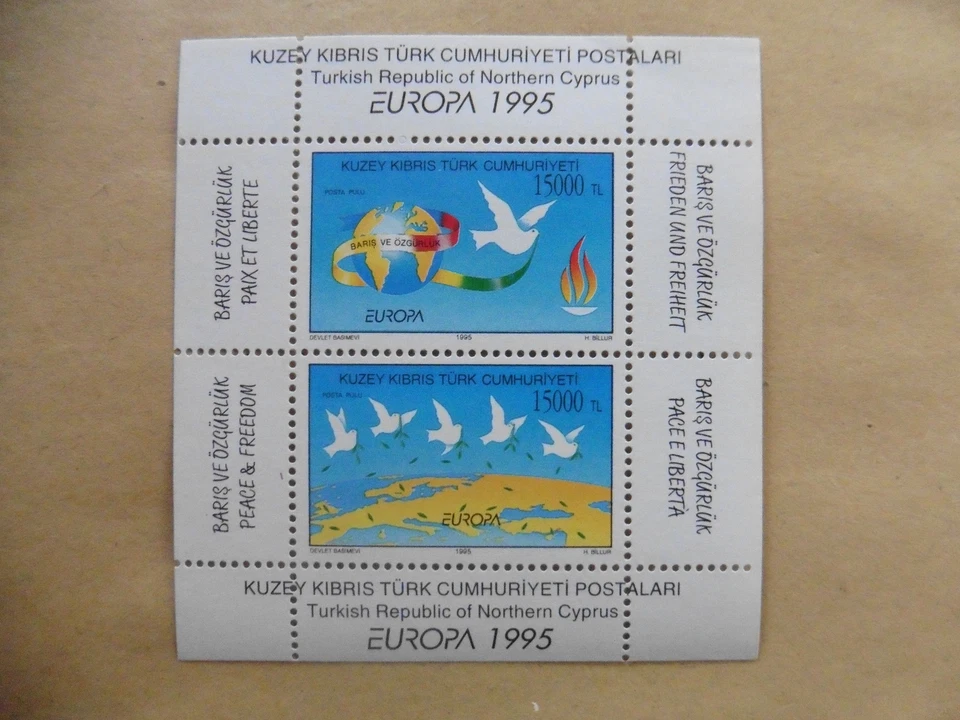 KUZEY KIBRIS TÜRK CUMHURİYETİ POSTALARI
Turkish Republic of Northern Cyprus
EUROPA 1995
BARIŞ VE ÖZGÜRLÜK
PAIX ET LIBERTE
KUZEY KIBRIS TÜRK CUMHURİYETİ
15000 TL
POSTA PULU
BARIŞ VE ÖZGÜRLÜK
EUROPA
DEVLET BASIMEVİ 1995 H. BİLLUR
BARIŞ VE ÖZGÜRLÜK
FRIEDEN UND FREIHEIT
BARIŞ VE ÖZGÜRLÜK
PEACE & FREEDOM
KUZEY KIBRIS TÜRK CUMHURİYETİ
15000 TL
POSTA PULU
EUROPA
DEVLET BASIMEVİ 1995 H. BİLLUR
BARIŞ VE ÖZGÜRLÜK
PACE E LIBERTÀ
KUZEY KIBRIS TÜRK CUMHURİYETİ POSTALARI
Turkish Republic of Northern Cyprus
EUROPA 1995